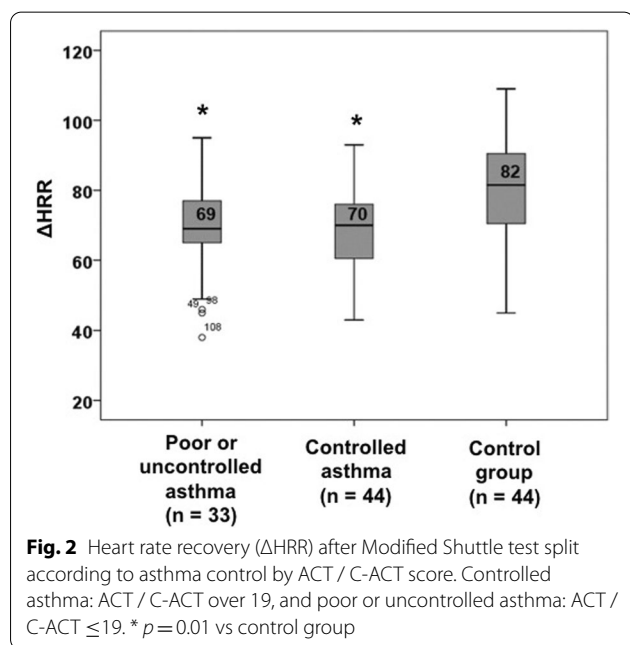 120
100
80
60
40
20
ΔHRR
*
*
69
70
82
49 98
108
Poor or
uncontrolled
asthma
(n = 33)
Controlled
asthma
(n = 44)
Control
group
(n = 44)
Fig. 2 Heart rate recovery (ΔHRR) after Modified Shuttle test split
according to asthma control by ACT / C-ACT score. Controlled
asthma: ACT / C-ACT over 19, and poor or uncontrolled asthma: ACT /
C-ACT ≤19. * p = 0.01 vs control group